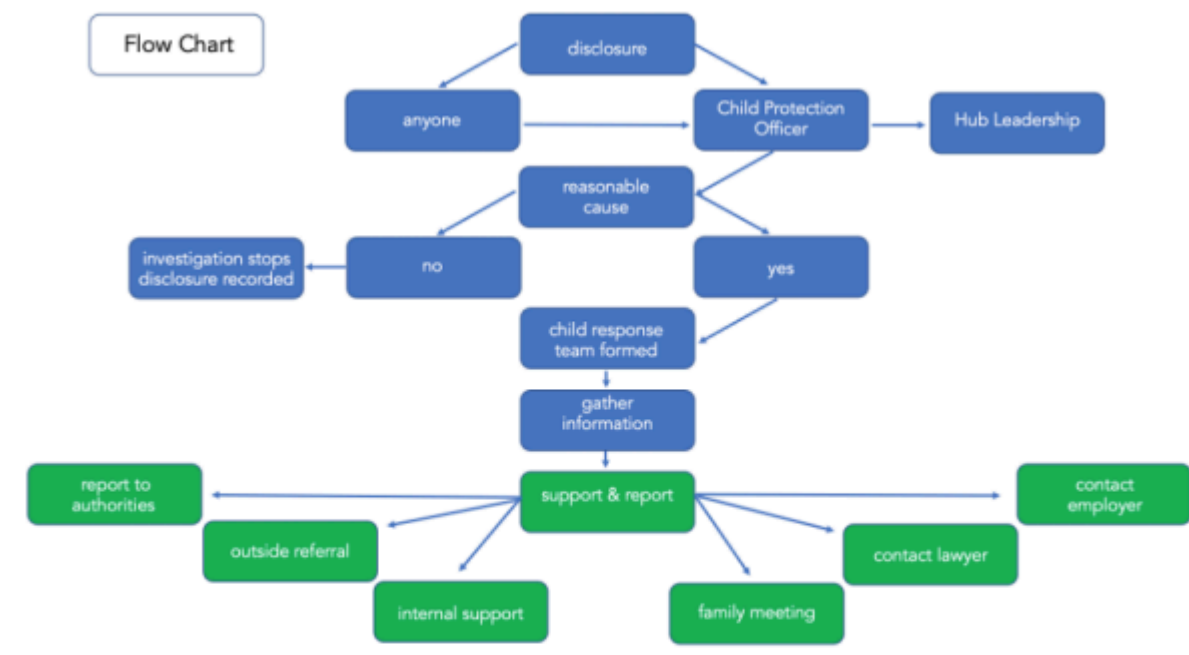 Flow Chart
disclosure
anyone
Child Protection
Officer
Hub Leadership
reasonable
cause
investigation stops
disclosure recorded
no
yes
child response
team formed
gather
information
support & report
report to
authorities
outside referral
internal support
family meeting
contact lawyer
contact
employer